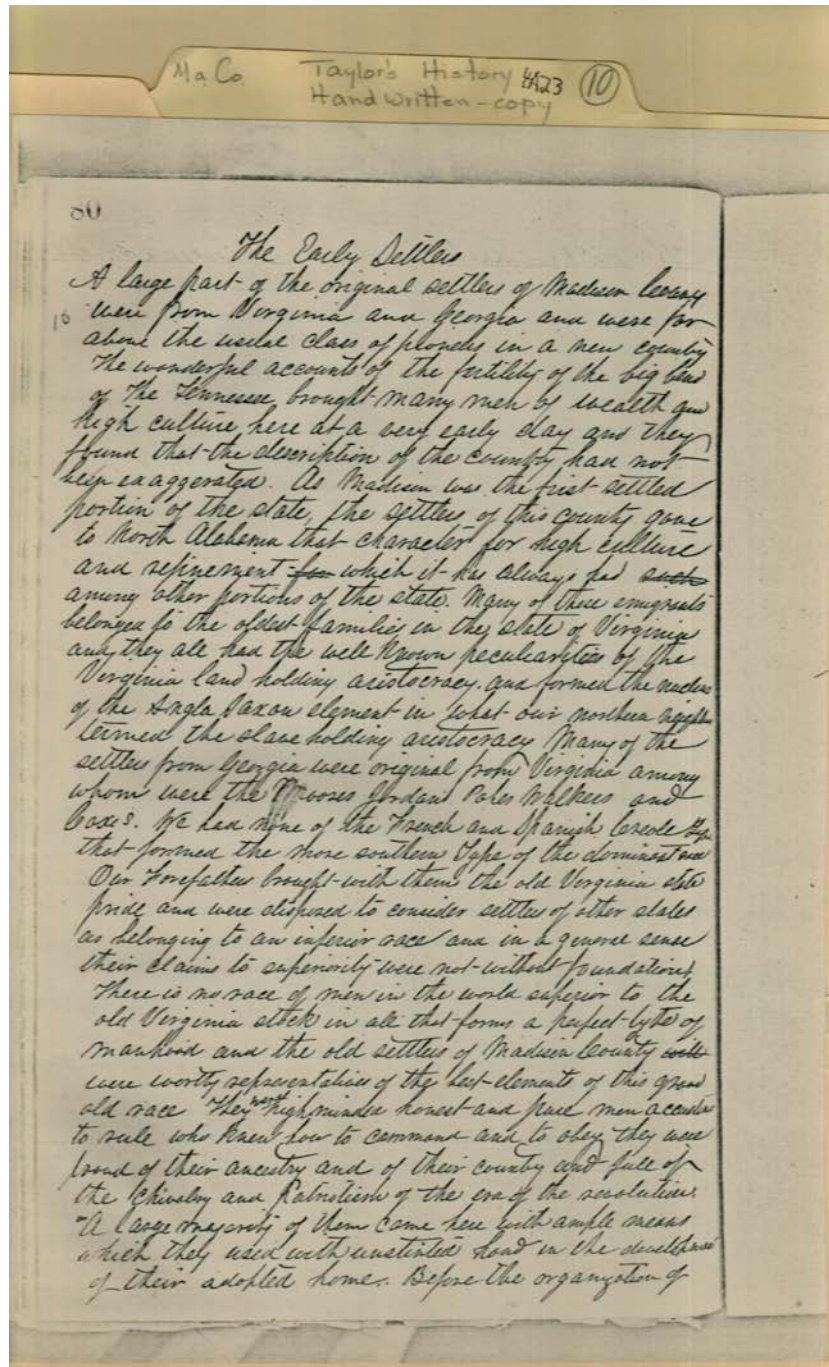 Ma. Co. Taylor's History 4A23 10
Hand written - copy
80
The Early Settlers
A large part of the original settlers of Madison County
10 were from Virginia and Georgia and were far
above the usual class of pioneers in a new country
The wonderful accounts of the fertility of the big bend
of the Tennessee, brought many men of wealth and
high culture here at a very early day and they
found that the description of the country had not
been exaggerated. As Madison was the first settled
portion of the state, the settlers of this county gave
to North Alabama that character for high culture
and refinement for which it has always had such
among other portions of the state. Many of these emigrants
belonged to the oldest families in the state of Virginia
and they all had the well known peculiarities of the
Virginia land holding aristocracy. and formed the nucleus
of the Anglo Saxon element in what our northern
termed the slave holding aristocracy Many of the
settlers from Georgia were original from Virginia among
whom were the Moores Jordans Walkers and
Coxes. We had none of the French and Spanish Creole type
that formed the more southern Type of the dominant race
Our Forefathers brought with them the old Virginia state
pride and were disposed to consider settlers of other states
as belonging to an inferior race and in a general sense
their claims to superiority were not without foundation,
There is no race of men in the world superior to the
old Virginia stock in all that forms a perfect type of
manhood and the old settlers of Madison County will
were worthy representatives of the best elements of this grand
old race They were high minded honest and pure men
to rule who knew how to command and to obey they were
proud of their ancestry and of their country and full of
the chivalry and Patriotism of the era of the revolution.
A large majority of them came here with ample means
which they used with unstinted hand in the development
of their adopted home. Before the organization of